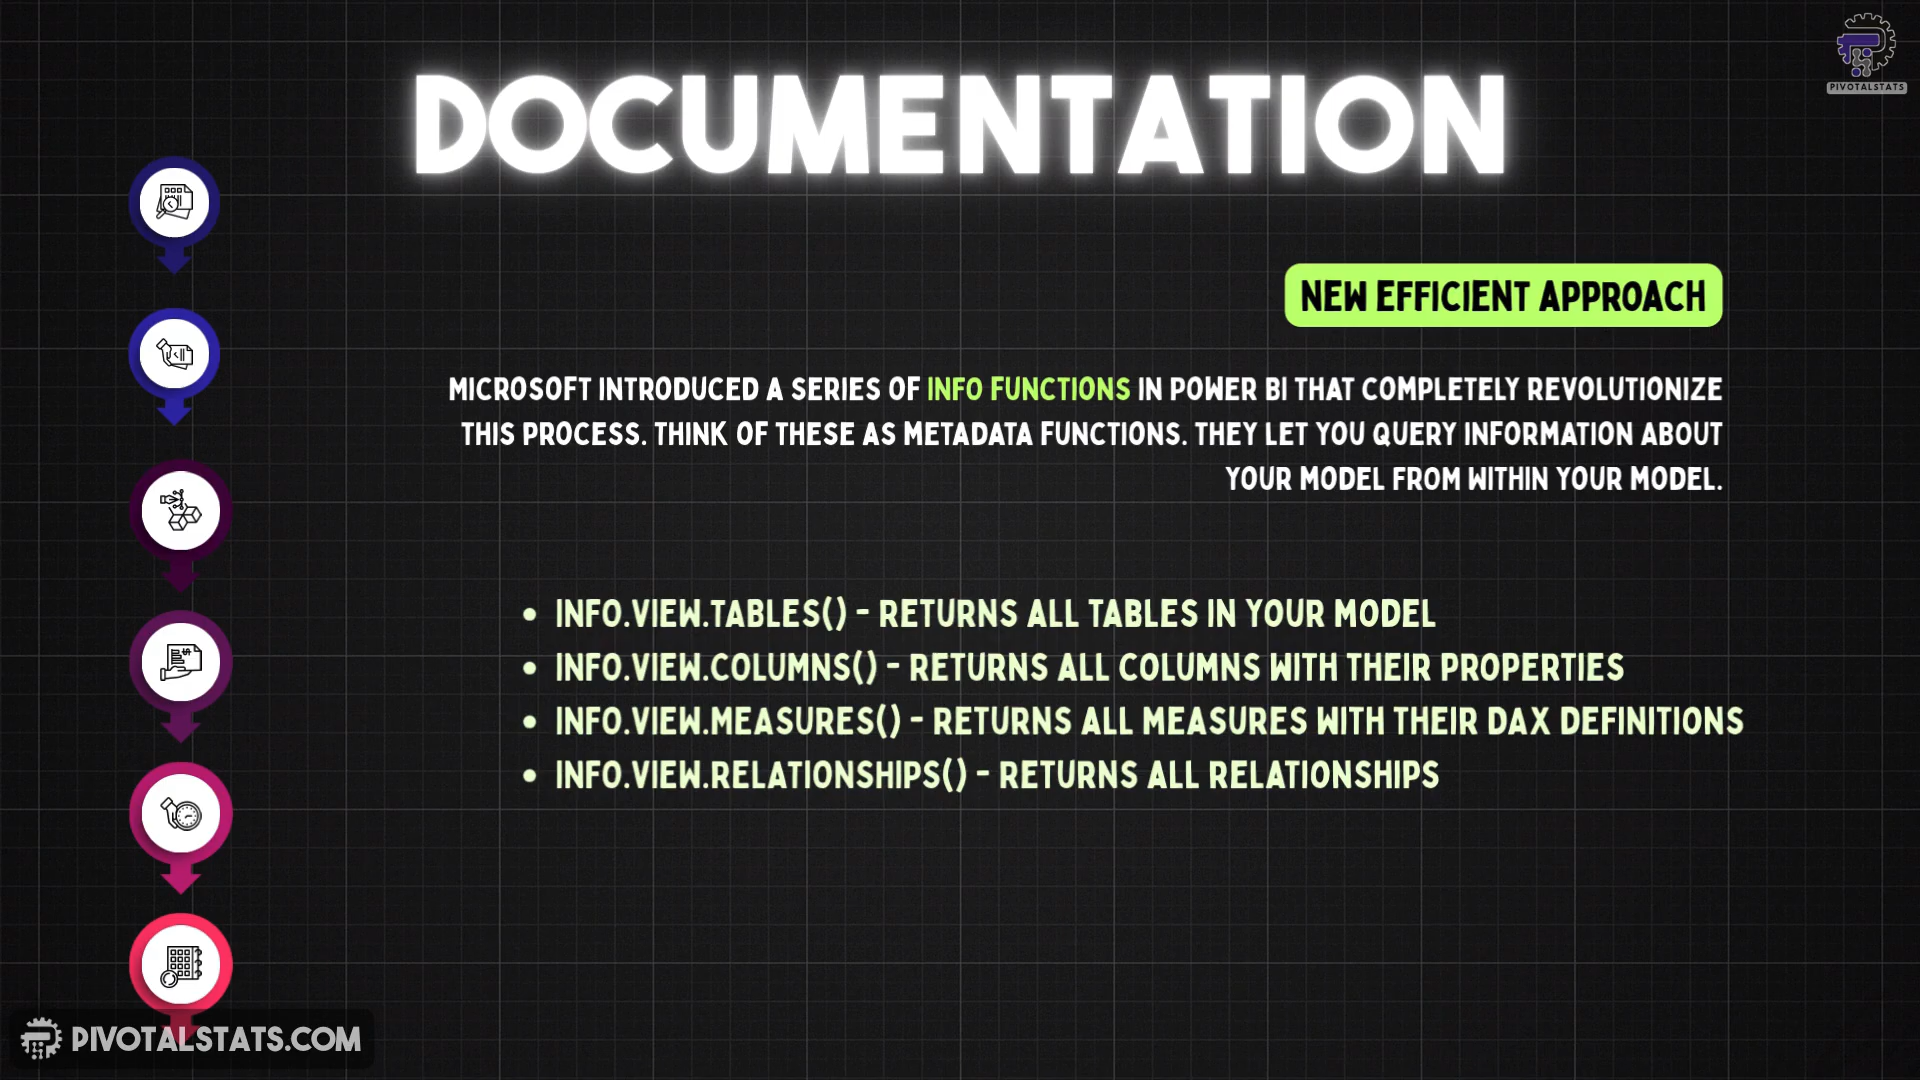 PIVOTALSTATS
DOCUMENTATION
NEW EFFICIENT APPROACH
MICROSOFT INTRODUCED A SERIES OF INFO FUNCTIONS IN POWER BI THAT COMPLETELY REVOLUTIONIZE
THIS PROCESS. THINK OF THESE AS METADATA FUNCTIONS. THEY LET YOU QUERY INFORMATION ABOUT
YOUR MODEL FROM WITHIN YOUR MODEL.
• INFO.VIEW.TABLES() - RETURNS ALL TABLES IN YOUR MODEL
• INFO.VIEW.COLUMNS() - RETURNS ALL COLUMNS WITH THEIR PROPERTIES
• INFO.VIEW.MEASURES() - RETURNS ALL MEASURES WITH THEIR DAX DEFINITIONS
• INFO.VIEW.RELATIONSHIPS() - RETURNS ALL RELATIONSHIPS
PIVOTALSTATS.COM